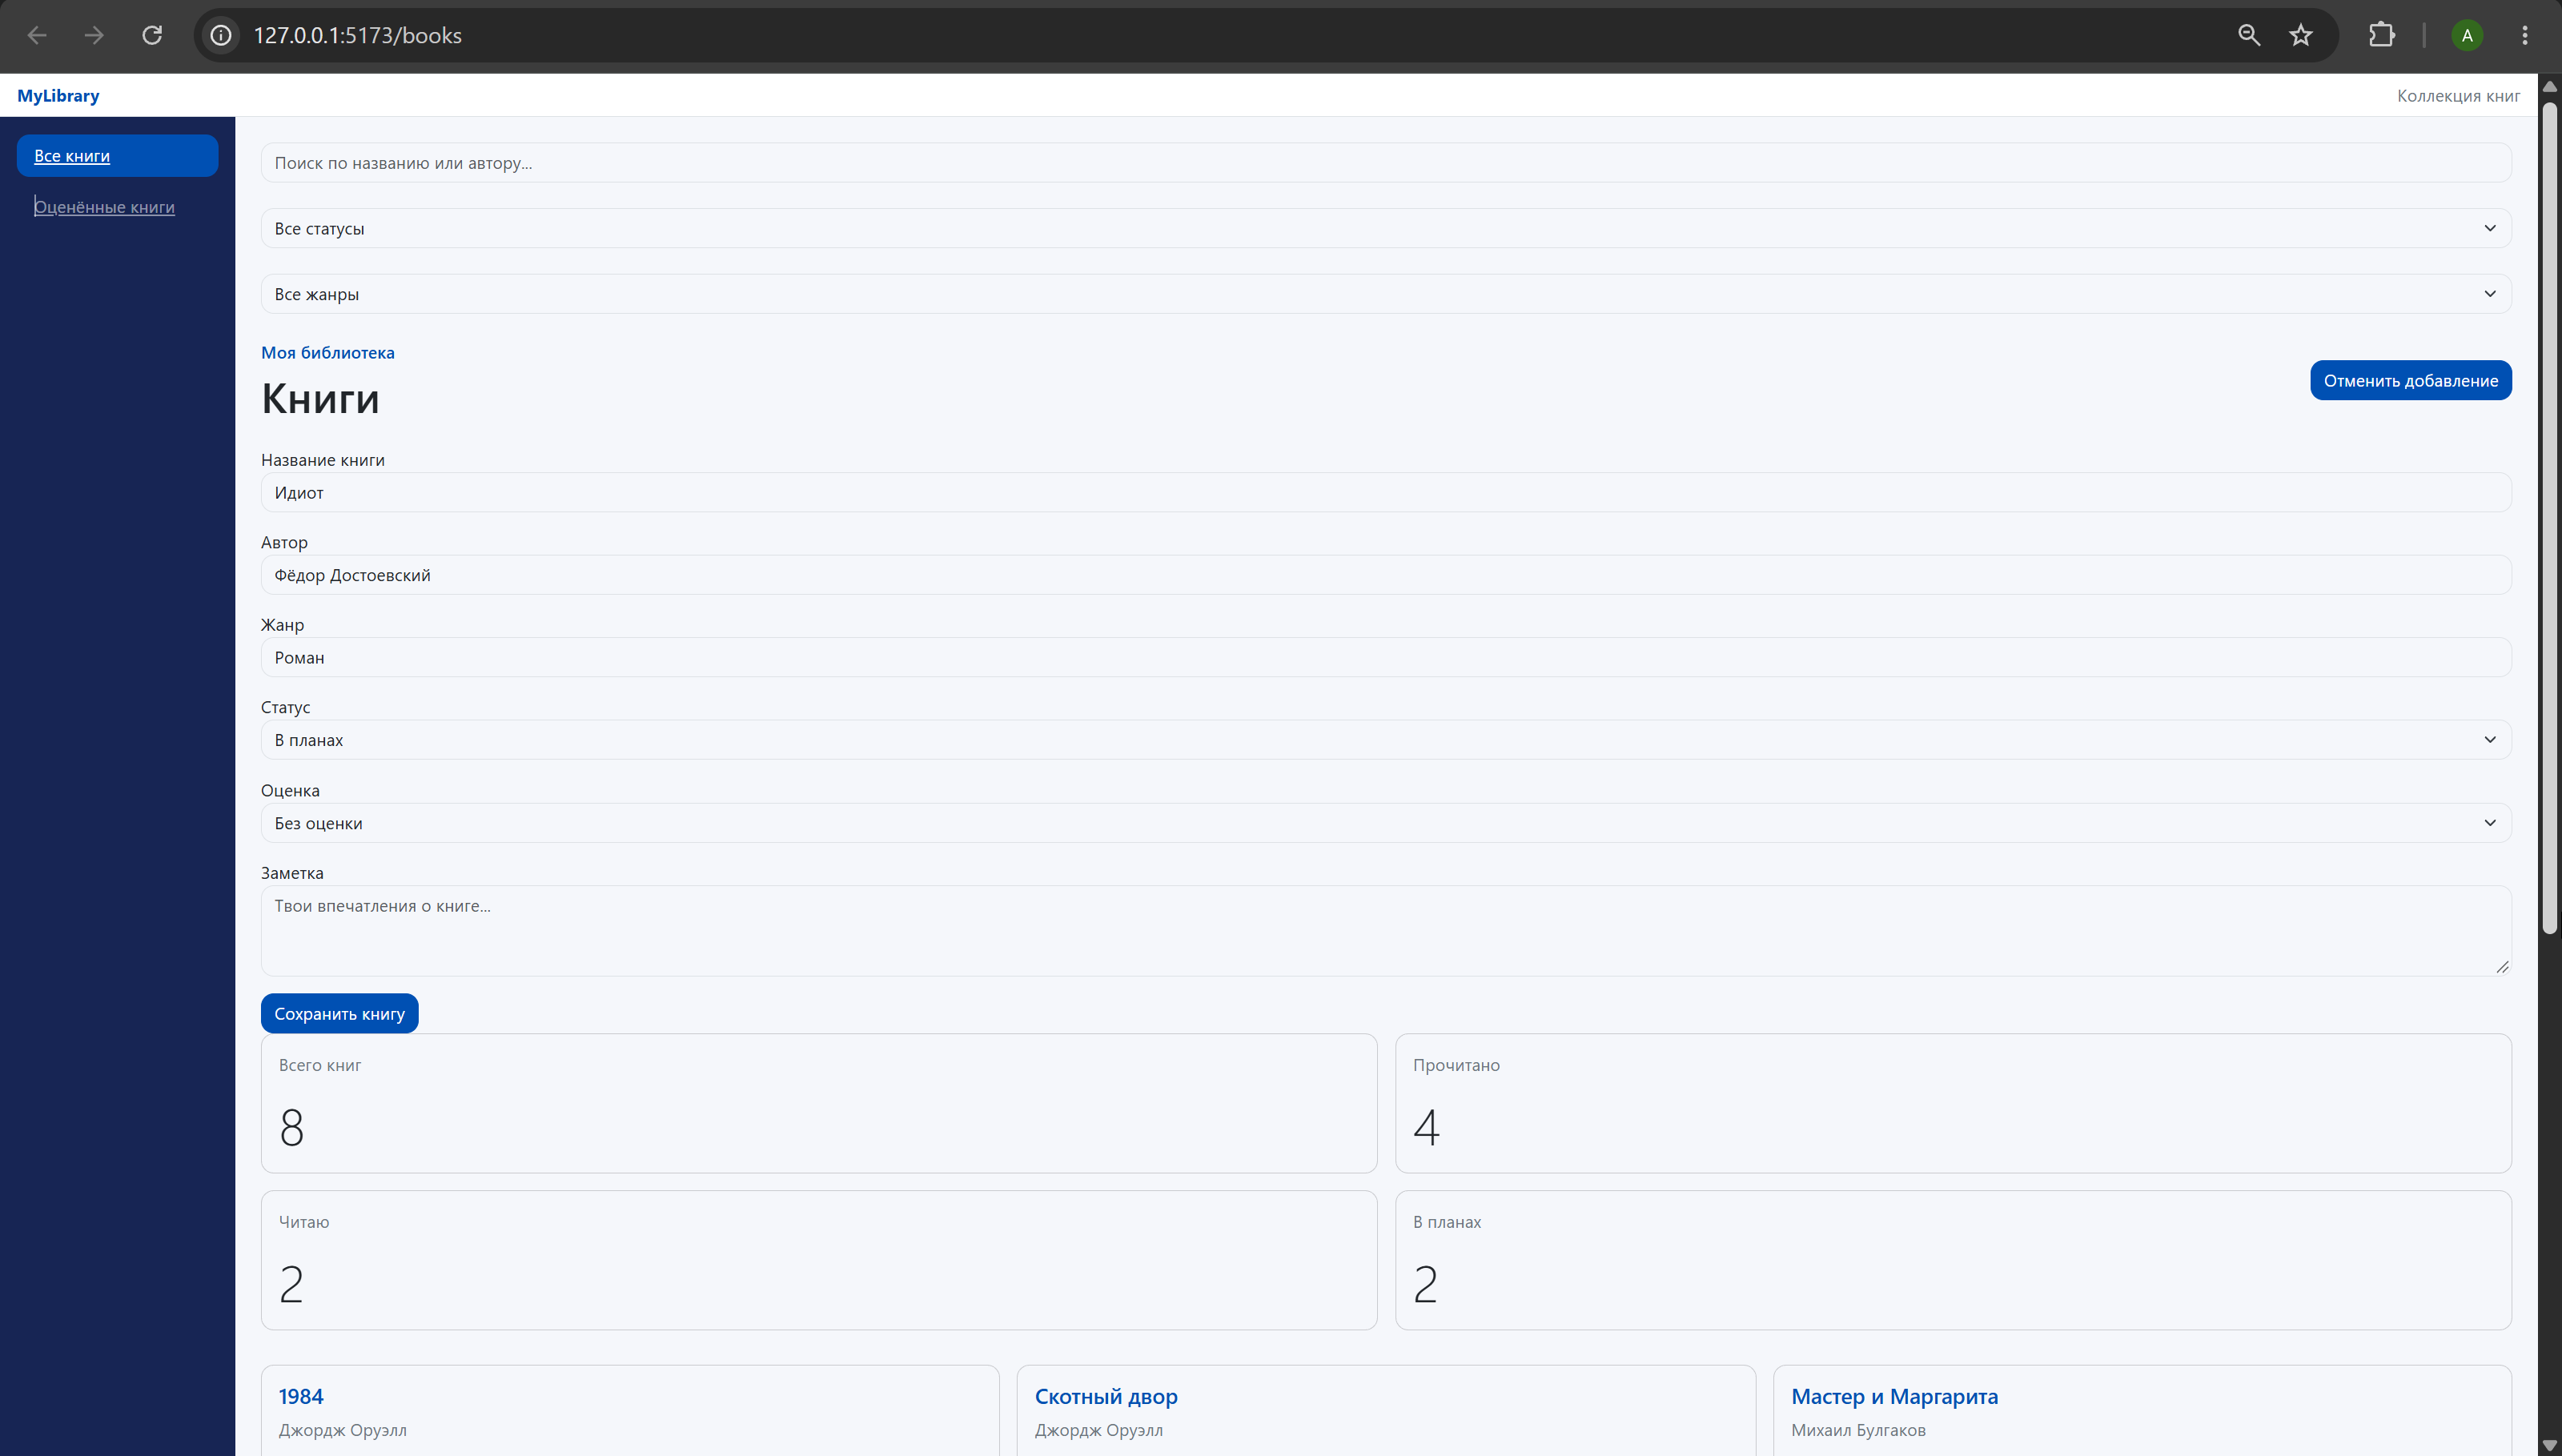 127.0.0.1:5173/books
A
MyLibrary
Коллекция книг
Все книги
Оценённые книги
Поиск по названию или автору...
Все статусы
Все жанры
Моя библиотека
Книги
Отменить добавление
Название книги
Идиот
Автор
Фёдор Достоевский
Жанр
Роман
Статус
В планах
Оценка
Без оценки
Заметка
Твои впечатления о книге...
Сохранить книгу
Всего книг
8
Прочитано
4
Читаю
2
В планах
2
1984
Джордж Оруэлл
Скотный двор
Джордж Оруэлл
Мастер и Маргарита
Михаил Булгаков